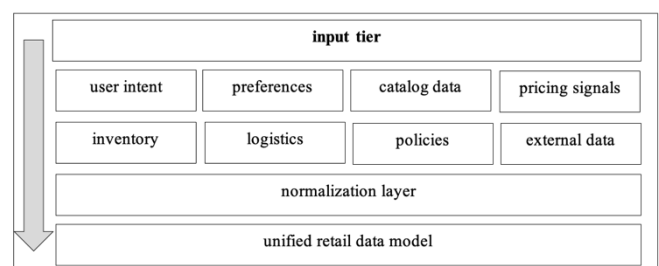 input tier
user intent preferences catalog data pricing signals
inventory logistics policies external data
normalization layer
unified retail data model